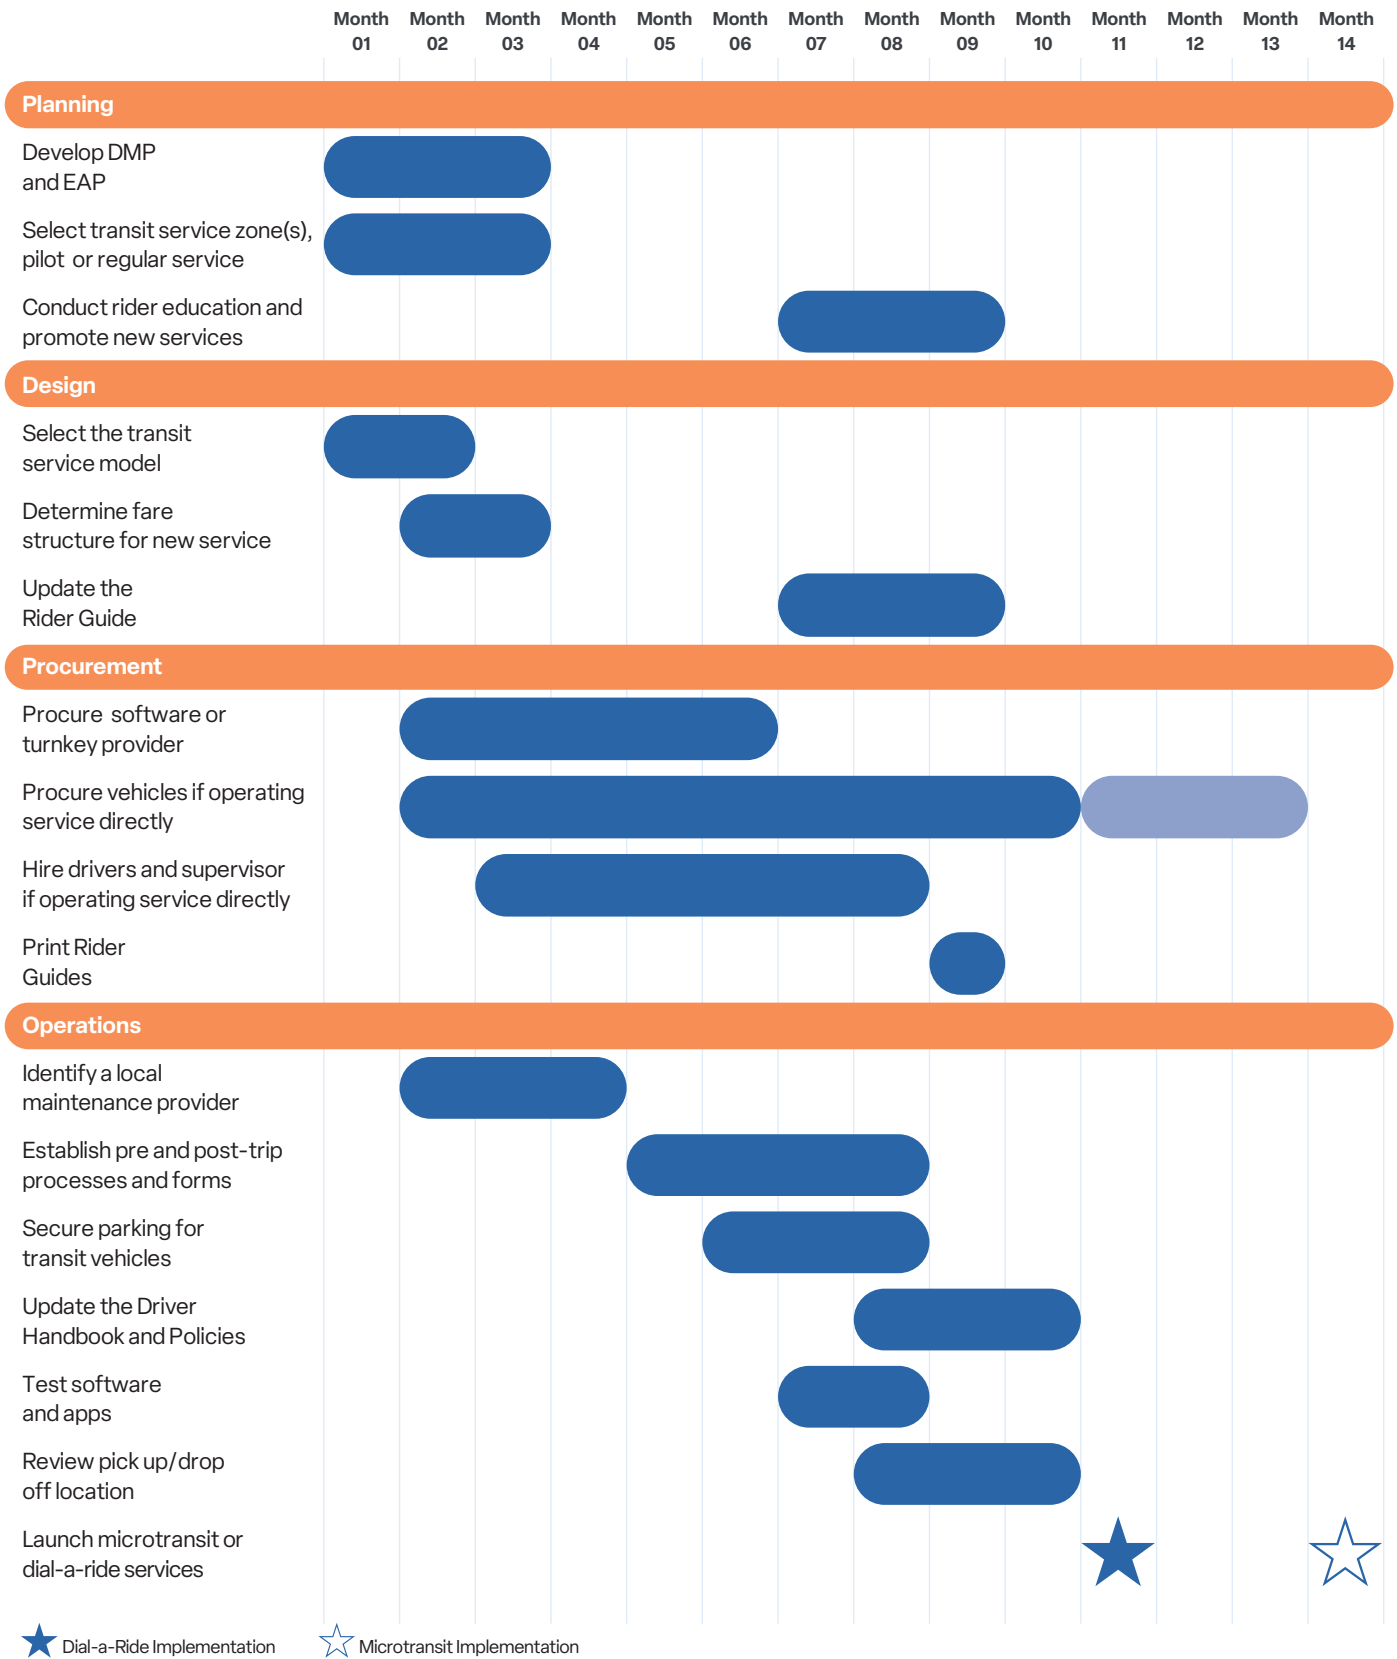 Month Month Month Month Month Month Month Month Month Month Month Month Month Month
01 02 03 04 05 06 07 08 09 10 11 12 13 14
Planning
Develop DMP
and EAP
Select transit service zone(s),
pilot or regular service
Conduct rider education and
promote new services
Design
Select the transit
service model
Determine fare
structure for new service
Update the
Rider Guide
Procurement
Procure software or
turnkey provider
Procure vehicles if operating
service directly
Hire drivers and supervisor
if operating service directly
Print Rider
Guides
Operations
Identify a local
maintenance provider
Establish pre and post-trip
processes and forms
Secure parking for
transit vehicles
Update the Driver
Handbook and Policies
Test software
and apps
Review pick up/drop
off location
Launch microtransit or
dial-a-ride services
Dial-a-Ride Implementation Microtransit Implementation